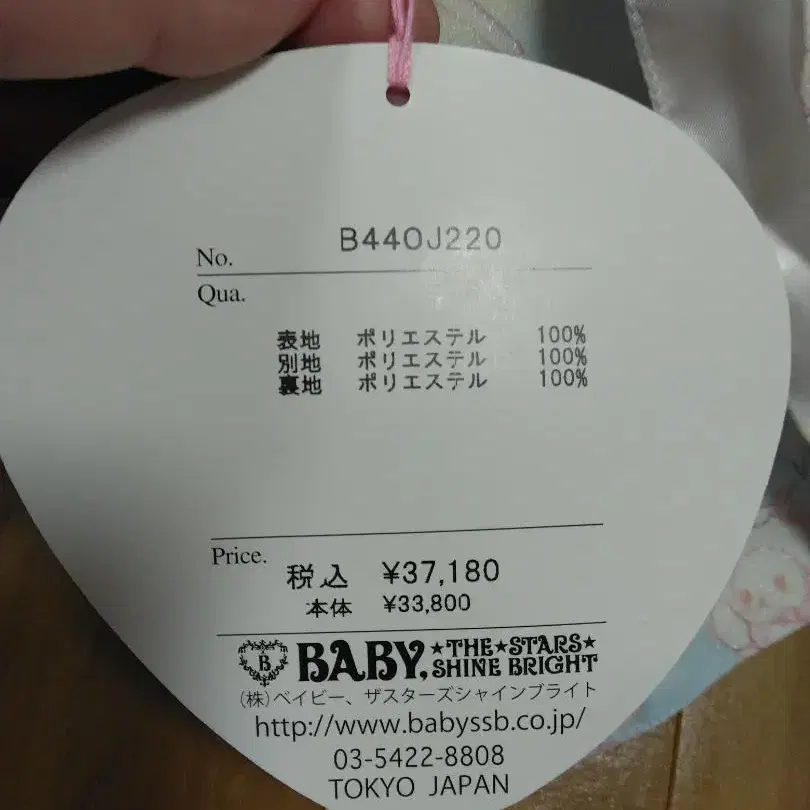 No. B44OJ220
Qua.
表地 ポリエステル 100%
別地 ポリエステル 100%
裏地 ポリエステル 100%
Price. 税込 ¥37,180
本体 ¥33,800
B BABY, ★THE★STARS★
SHINE BRIGHT
(株)ベイビー、ザスターズシャインブライト
http://www.babyssb.co.jp/
03-5422-8808
TOKYO JAPAN